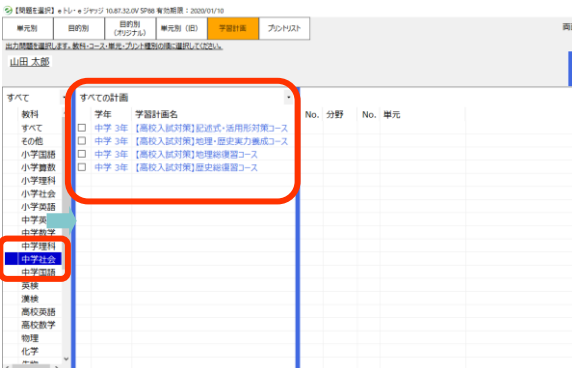 【問題を選択】eトレ・eジャッジ 10.87.32.0V SP88 有効期限：2020/01/10
単元別 目的別 目的別(オリジナル) 単元別（旧） 学習計画 プリントリスト
出力問題を選択します。教科・コース・単元・プリント種別の順に選択してください。
山田 太郎
すべて すべての計画
教科 学年 学習計画名 No. 分野 No. 単元
すべて 中学 3年 【高校入試対策】記述式・活用形対策コース
その他 中学 3年 【高校入試対策】地理・歴史実力養成コース
小学国語 中学 3年 【高校入試対策】地理総復習コース
小学算数 中学 3年 【高校入試対策】歴史総復習コース
小学理科
小学社会
小学英語
中学英
中学数学
中学理科
中学社会
中学国語
英検
漢検
高校英語
高校数学
物理
化学